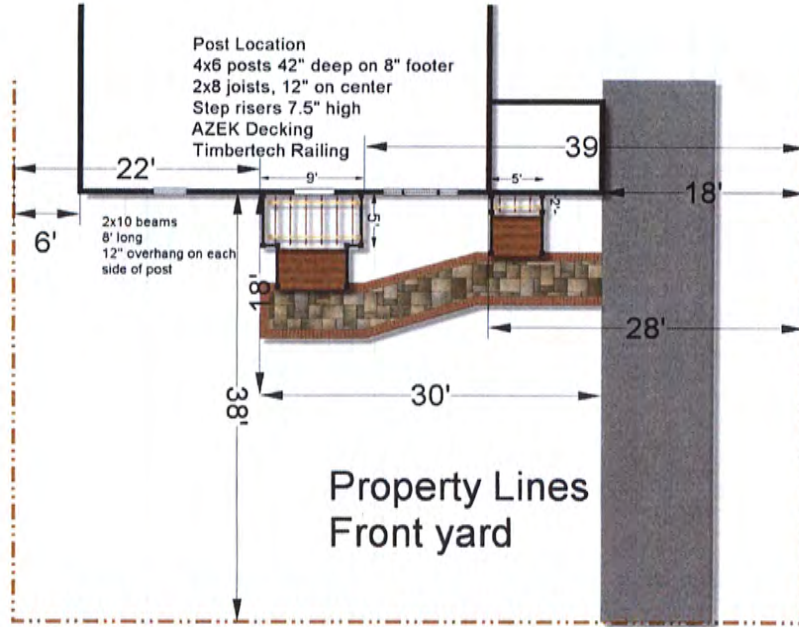 Post Location
4x6 posts 42" deep on 8" footer
2x8 joists, 12" on center
Step risers 7.5" high
AZEK Decking
Timbertech Railing
39
22'
9'
5'
18'
6'
2x10 beams
8' long
12" overhang on each
side of post
5'
2'-
18'
28'
30'
38'
Property Lines
Front yard